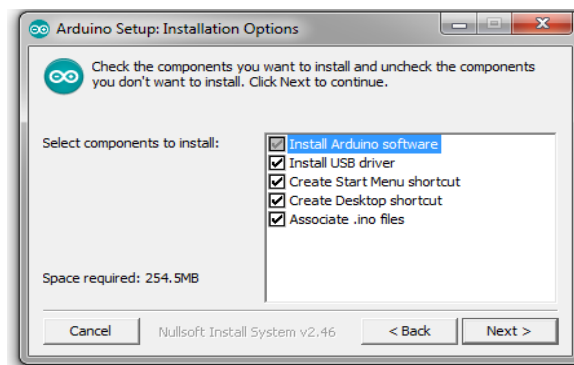 Arduino Setup: Installation Options
Check the components you want to install and uncheck the components
you don't want to install. Click Next to continue.
Select components to install:
Install Arduino software
Install USB driver
Create Start Menu shortcut
Create Desktop shortcut
Associate .ino files
Space required: 254.5MB
Cancel
Nullsoft Install System v2.46
< Back
Next >